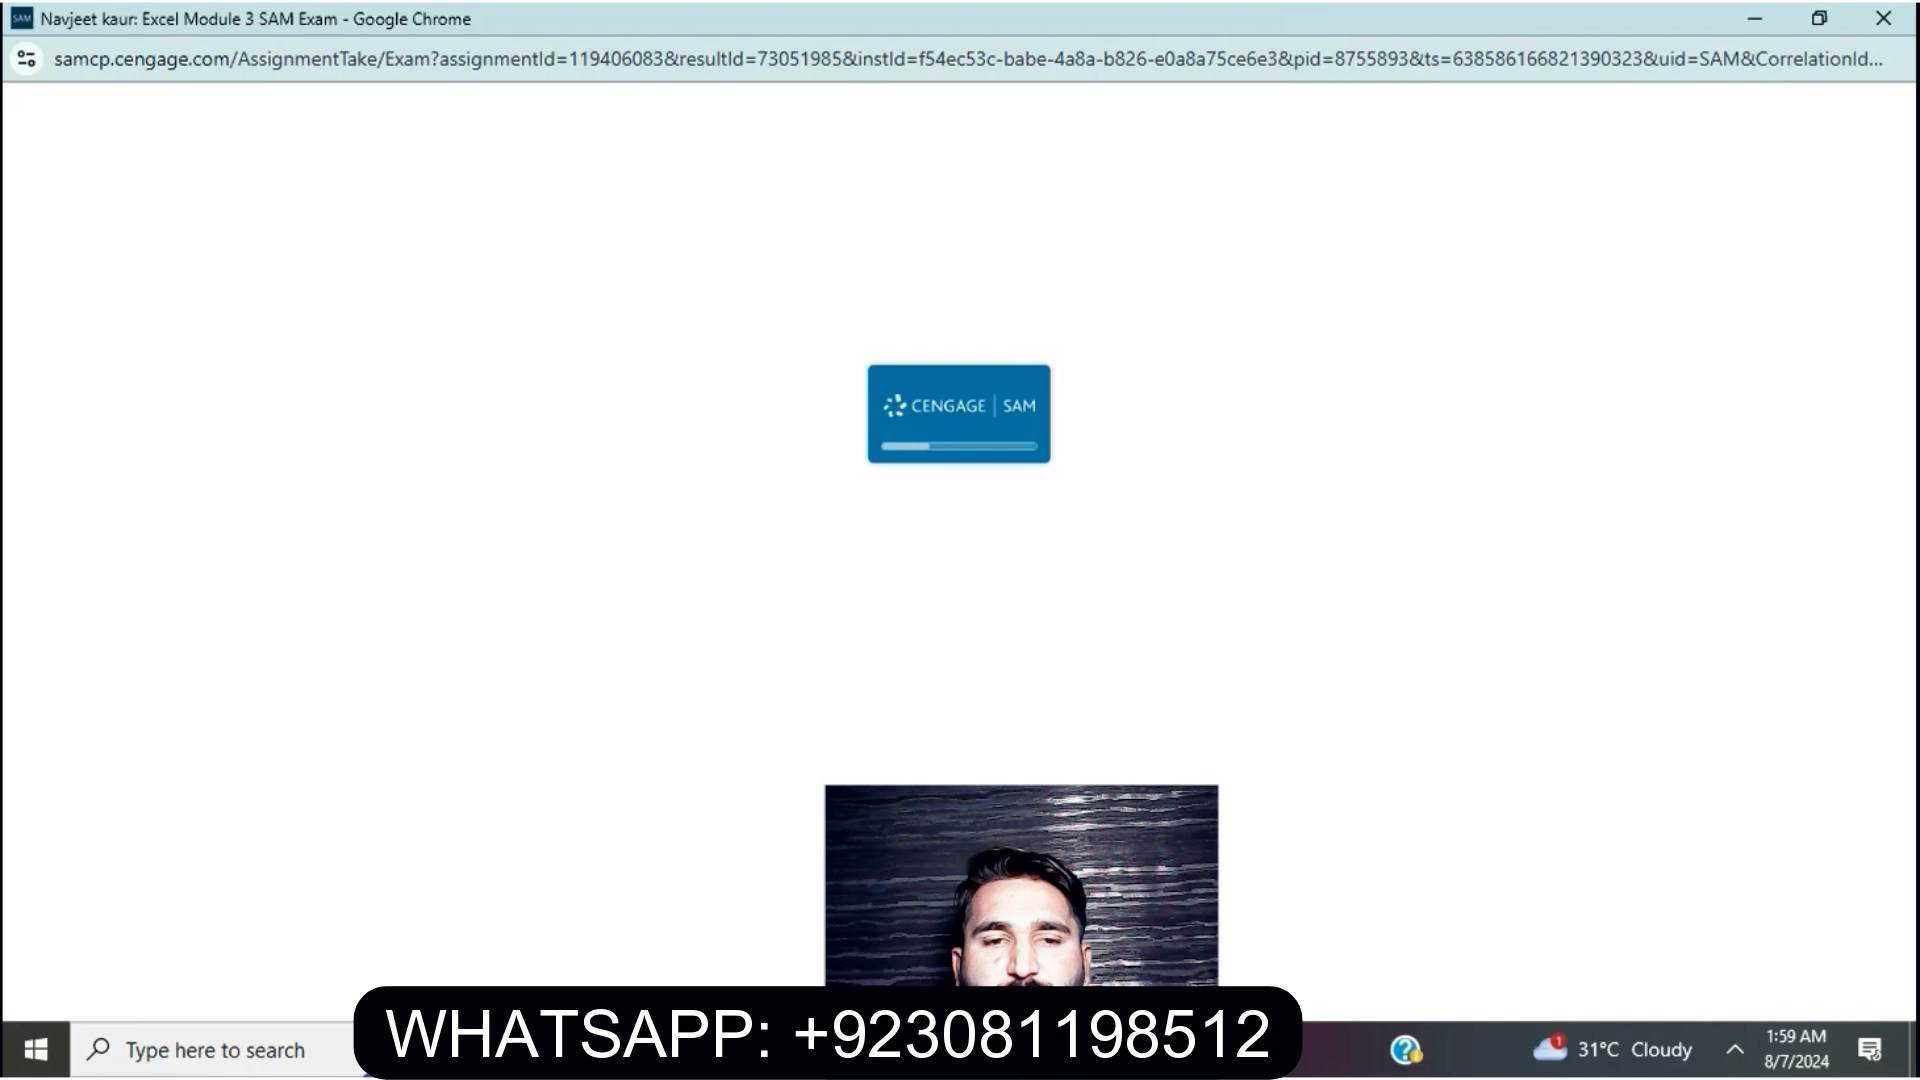 SAM Navjeet kaur: Excel Module 3 SAM Exam - Google Chrome
samcp.cengage.com/AssignmentTake/Exam?assignmentId=119406083&resultId=73051985&instId=f54ec53c-babe-4a8a-b826-e0a8a75ce6e3&pid=8755893&ts=638586166821390323&uid=SAM&CorrelationId...
CENGAGE | SAM
WHATSAPP: +923081198512
Type here to search
1
31°C Cloudy
1:59 AM
8/7/2024